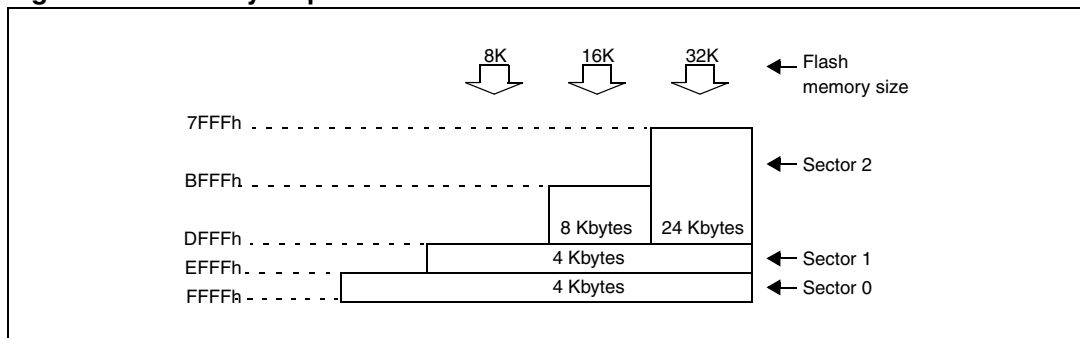 8K 16K 32K Flash
memory size
7FFFh
Sector 2
BFFFh
8 Kbytes 24 Kbytes
DFFFh
4 Kbytes Sector 1
EFFFh
4 Kbytes Sector 0
FFFFh